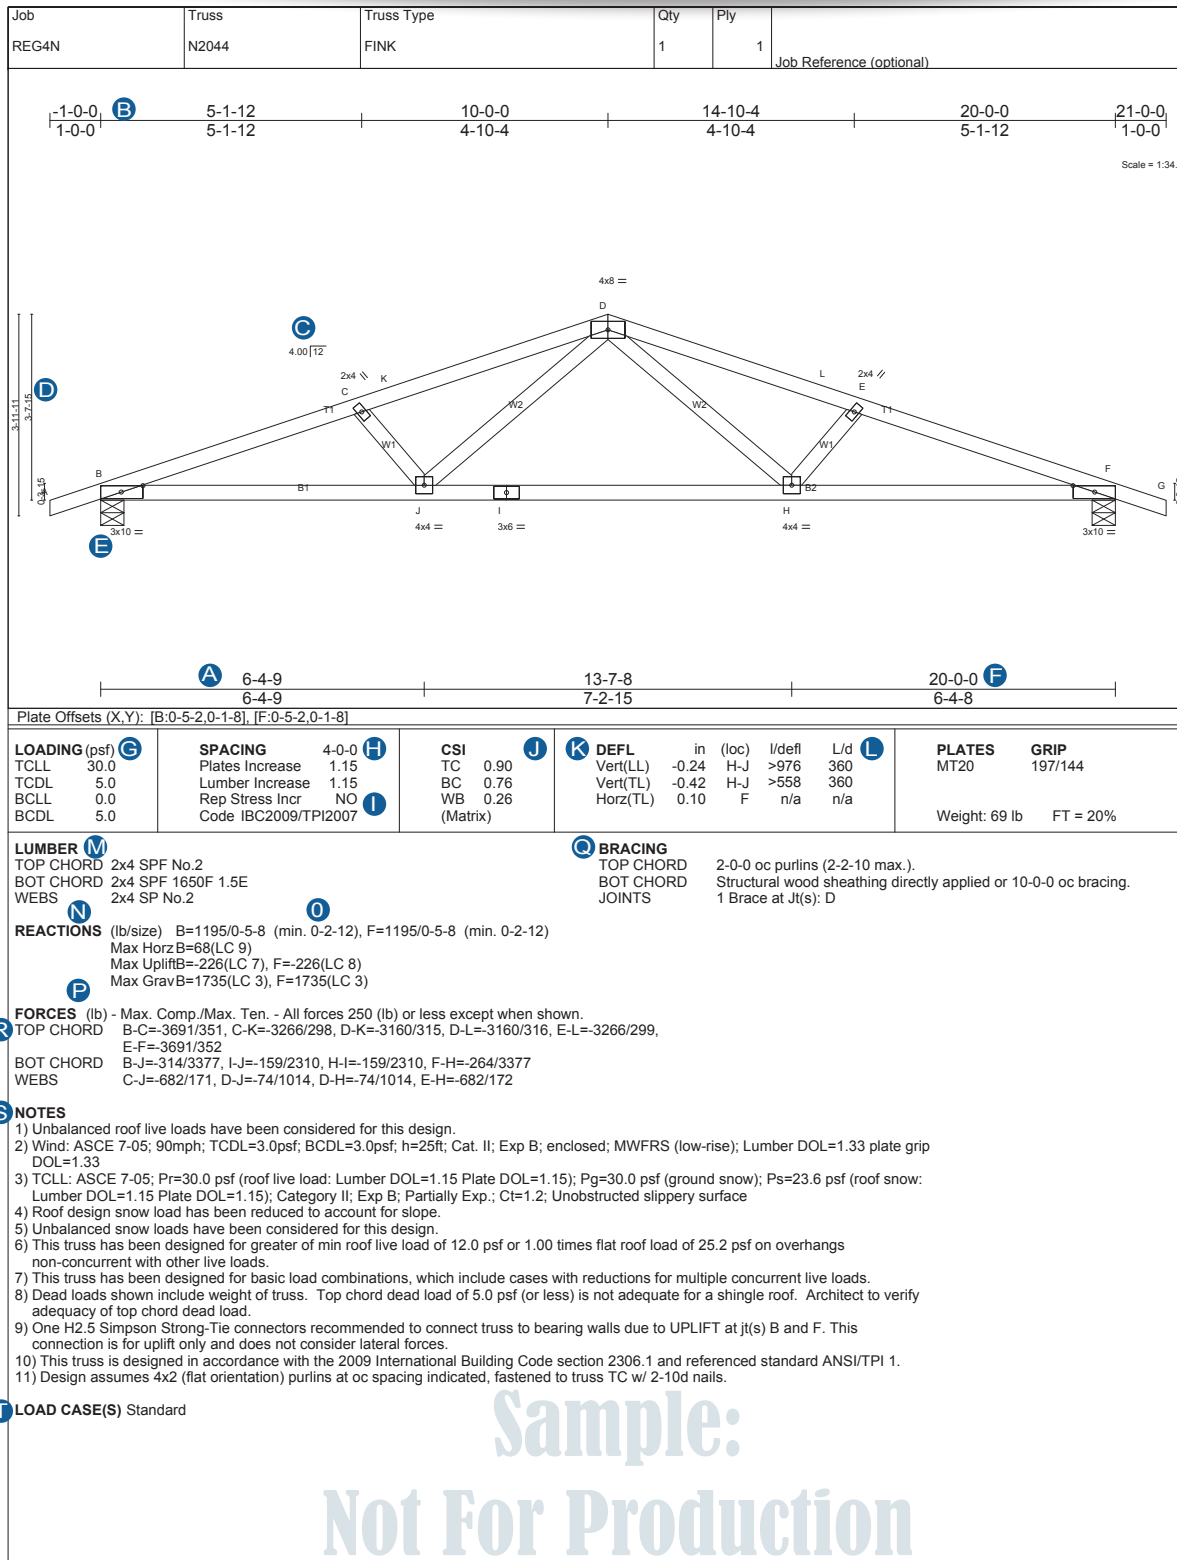 Job Truss Truss Type Qty Ply
REG4N N2044 FINK 1 1
Job Reference (optional)
-1-0-0 B 5-1-12 10-0-0 14-10-4 20-0-0 21-0-0
1-0-0 5-1-12 4-10-4 4-10-4 5-1-12 1-0-0
Scale = 1:34.
4x8 =
D
C
4.00 12
2x4 \\ K L 2x4 //
C E
D
3-11-11
3-7-15
T1 W2 W2 T1
W1 W1
B F
0-3-15
G
B1 B2
J I H
3x10 = 4x4 = 3x6 = 4x4 = 3x10 =
E
A 6-4-9 13-7-8 20-0-0 F
6-4-9 7-2-15 6-4-8
Plate Offsets (X,Y): [B:0-5-2,0-1-8], [F:0-5-2,0-1-8]
LOADING (psf) G
TCLL 30.0
TCDL 5.0
BCLL 0.0
BCDL 5.0
SPACING 4-0-0 H
Plates Increase 1.15
Lumber Increase 1.15
Rep Stress Incr NO I
Code IBC2009/TPI2007
CSI J
TC 0.90
BC 0.76
WB 0.26
(Matrix)
K DEFL in (loc) l/defl L/d L
Vert(LL) -0.24 H-J >976 360
Vert(TL) -0.42 H-J >558 360
Horz(TL) 0.10 F n/a n/a
PLATES GRIP
MT20 197/144
Weight: 69 lb FT = 20%
LUMBER M
TOP CHORD 2x4 SPF No.2
BOT CHORD 2x4 SPF 1650F 1.5E
WEBS 2x4 SP No.2
Q BRACING
TOP CHORD 2-0-0 oc purlins (2-2-10 max.).
BOT CHORD Structural wood sheathing directly applied or 10-0-0 oc bracing.
JOINTS 1 Brace at Jt(s): D
N O
REACTIONS (lb/size) B=1195/0-5-8 (min. 0-2-12), F=1195/0-5-8 (min. 0-2-12)
Max Horz B=68(LC 9)
Max UpliftB=-226(LC 7), F=-226(LC 8)
Max GravB=1735(LC 3), F=1735(LC 3)
P
FORCES (lb) - Max. Comp./Max. Ten. - All forces 250 (lb) or less except when shown.
R TOP CHORD B-C=-3691/351, C-K=-3266/298, D-K=-3160/315, D-L=-3160/316, E-L=-3266/299,
E-F=-3691/352
BOT CHORD B-J=-314/3377, I-J=-159/2310, H-I=-159/2310, F-H=-264/3377
WEBS C-J=-682/171, D-J=-74/1014, D-H=-74/1014, E-H=-682/172
S NOTES
1) Unbalanced roof live loads have been considered for this design.
2) Wind: ASCE 7-05; 90mph; TCDL=3.0psf; BCDL=3.0psf; h=25ft; Cat. II; Exp B; enclosed; MWFRS (low-rise); Lumber DOL=1.33 plate grip
DOL=1.33
3) TCLL: ASCE 7-05; Pr=30.0 psf (roof live load: Lumber DOL=1.15 Plate DOL=1.15); Pg=30.0 psf (ground snow); Ps=23.6 psf (roof snow:
Lumber DOL=1.15 Plate DOL=1.15); Category II; Exp B; Partially Exp.; Ct=1.2; Unobstructed slippery surface
4) Roof design snow load has been reduced to account for slope.
5) Unbalanced snow loads have been considered for this design.
6) This truss has been designed for greater of min roof live load of 12.0 psf or 1.00 times flat roof load of 25.2 psf on overhangs
non-concurrent with other live loads.
7) This truss has been designed for basic load combinations, which include cases with reductions for multiple concurrent live loads.
8) Dead loads shown include weight of truss. Top chord dead load of 5.0 psf (or less) is not adequate for a shingle roof. Architect to verify
adequacy of top chord dead load.
9) One H2.5 Simpson Strong-Tie connectors recommended to connect truss to bearing walls due to UPLIFT at jt(s) B and F. This
connection is for uplift only and does not consider lateral forces.
10) This truss is designed in accordance with the 2009 International Building Code section 2306.1 and referenced standard ANSI/TPI 1.
11) Design assumes 4x2 (flat orientation) purlins at oc spacing indicated, fastened to truss TC w/ 2-10d nails.
T LOAD CASE(S) Standard
Sample:
Not For Production